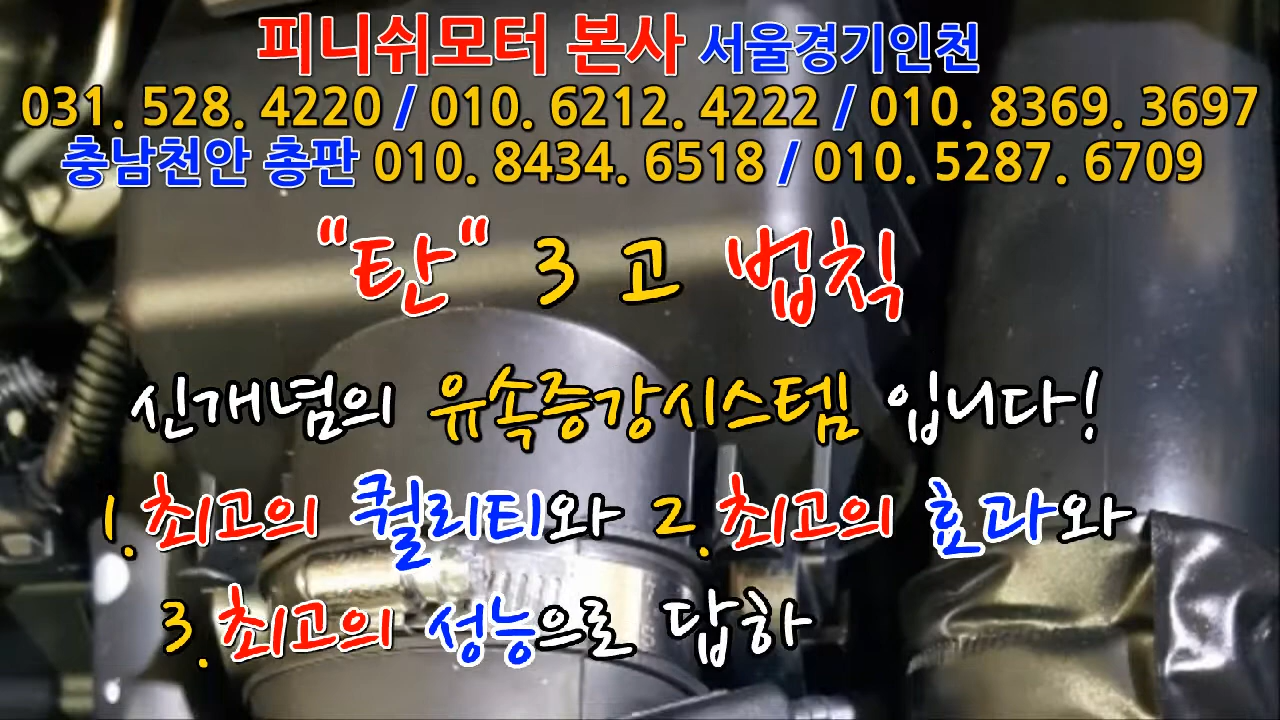 피니쉬모터 본사 서울경기인천
031. 528. 4220 / 010. 6212. 4222 / 010. 8369. 3697
충남천안 총판 010. 8434. 6518 / 010. 5287. 6709
"탄" 3 고 법칙
신개념의 유속증강시스템 입니다!
1. 최고의 퀄리티와 2. 최고의 효과와
3. 최고의 성능으로 답하